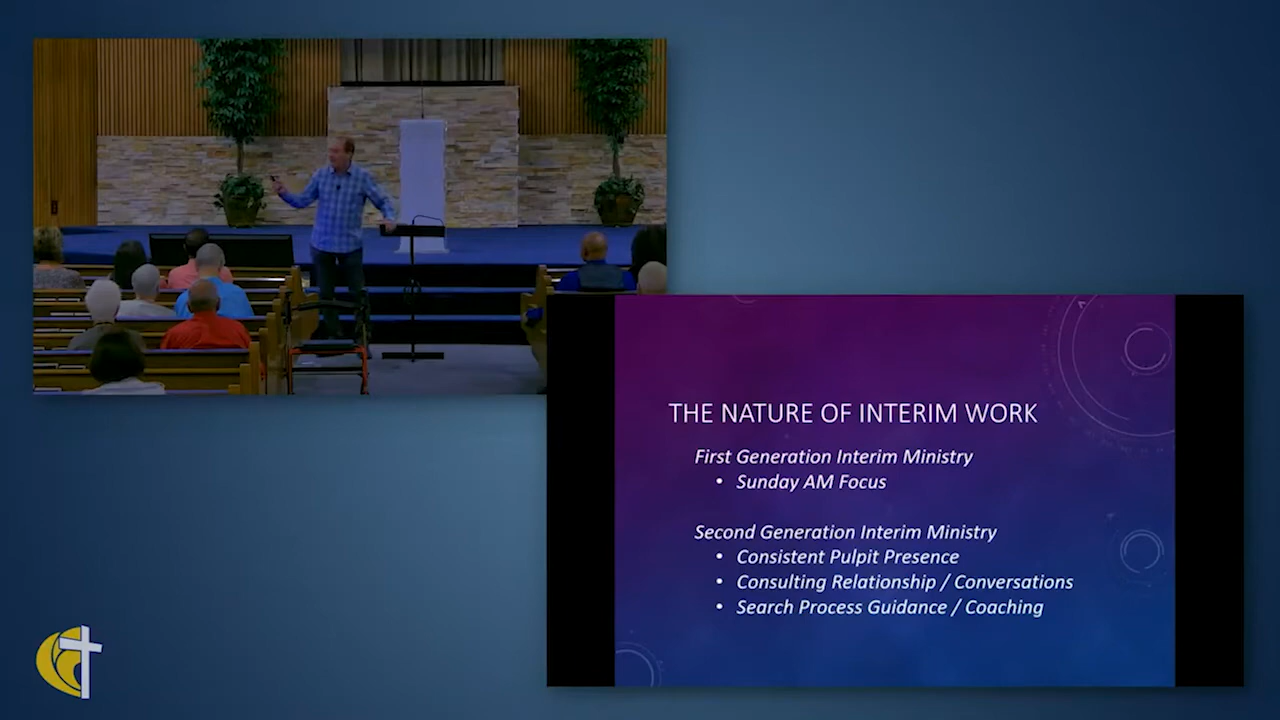 THE NATURE OF INTERIM WORK
First Generation Interim Ministry
• Sunday AM Focus
Second Generation Interim Ministry
• Consistent Pulpit Presence
• Consulting Relationship / Conversations
• Search Process Guidance / Coaching